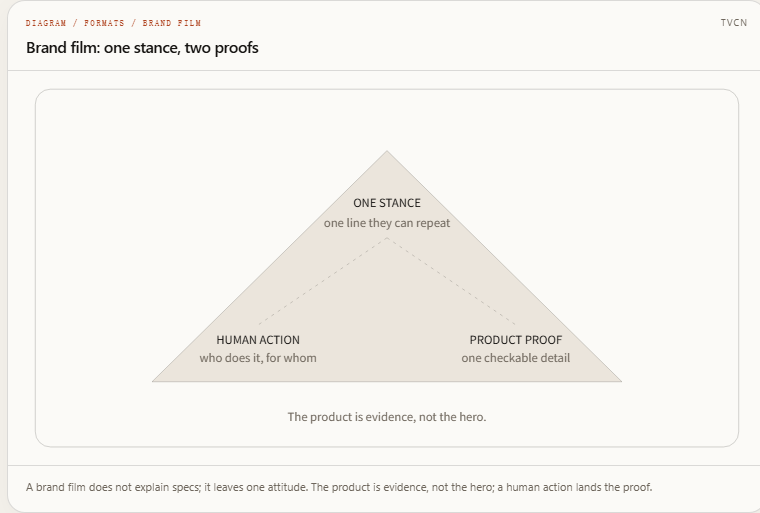 DIAGRAM / FORMATS / BRAND FILM
TVCN
Brand film: one stance, two proofs
ONE STANCE
one line they can repeat
HUMAN ACTION
who does it, for whom
PRODUCT PROOF
one checkable detail
The product is evidence, not the hero.
A brand film does not explain specs; it leaves one attitude. The product is evidence, not the hero; a human action lands the proof.